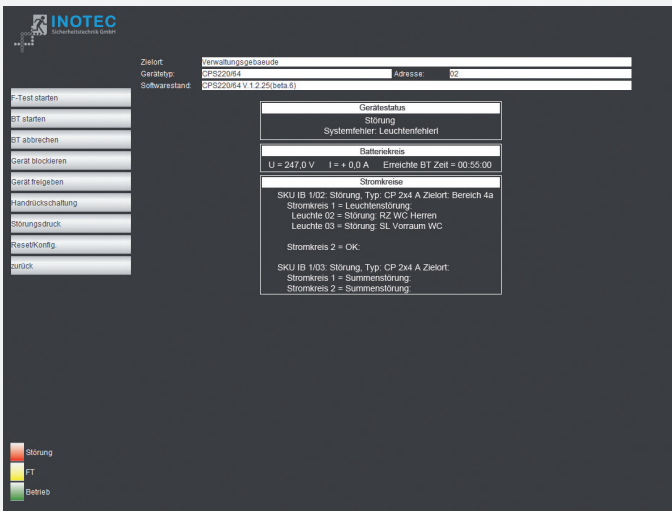 INOTEC
Sicherheitstechnik GmbH
Zielort: Verwaltungsgebaeude
Gerätetyp: CPS220/64 Adresse: 02
Softwarestand: CPS220/64 V.1.2.25(beta.6)
F-Test starten
BT starten
BT abbrechen
Gerät blockieren
Gerät freigeben
Handrückschaltung
Störungsdruck
Reset/Konfig.
zurück
Gerätestatus
Störung
Systemfehler: Leuchtenfehler!
Batteriekreis
U = 247,0 V I = + 0,0 A Erreichte BT Zeit = 00:55:00
Stromkreise
SKU IB 1/02: Störung, Typ: CP 2x4 A Zielort: Bereich 4a
Stromkreis 1 = Leuchtenstörung:
Leuchte 02 = Störung: RZ WC Herren
Leuchte 03 = Störung: SL Vorraum WC
Stromkreis 2 = OK:
SKU IB 1/03: Störung, Typ: CP 2x4 A Zielort:
Stromkreis 1 = Summenstörung:
Stromkreis 2 = Summenstörung:
Störung
FT
Betrieb